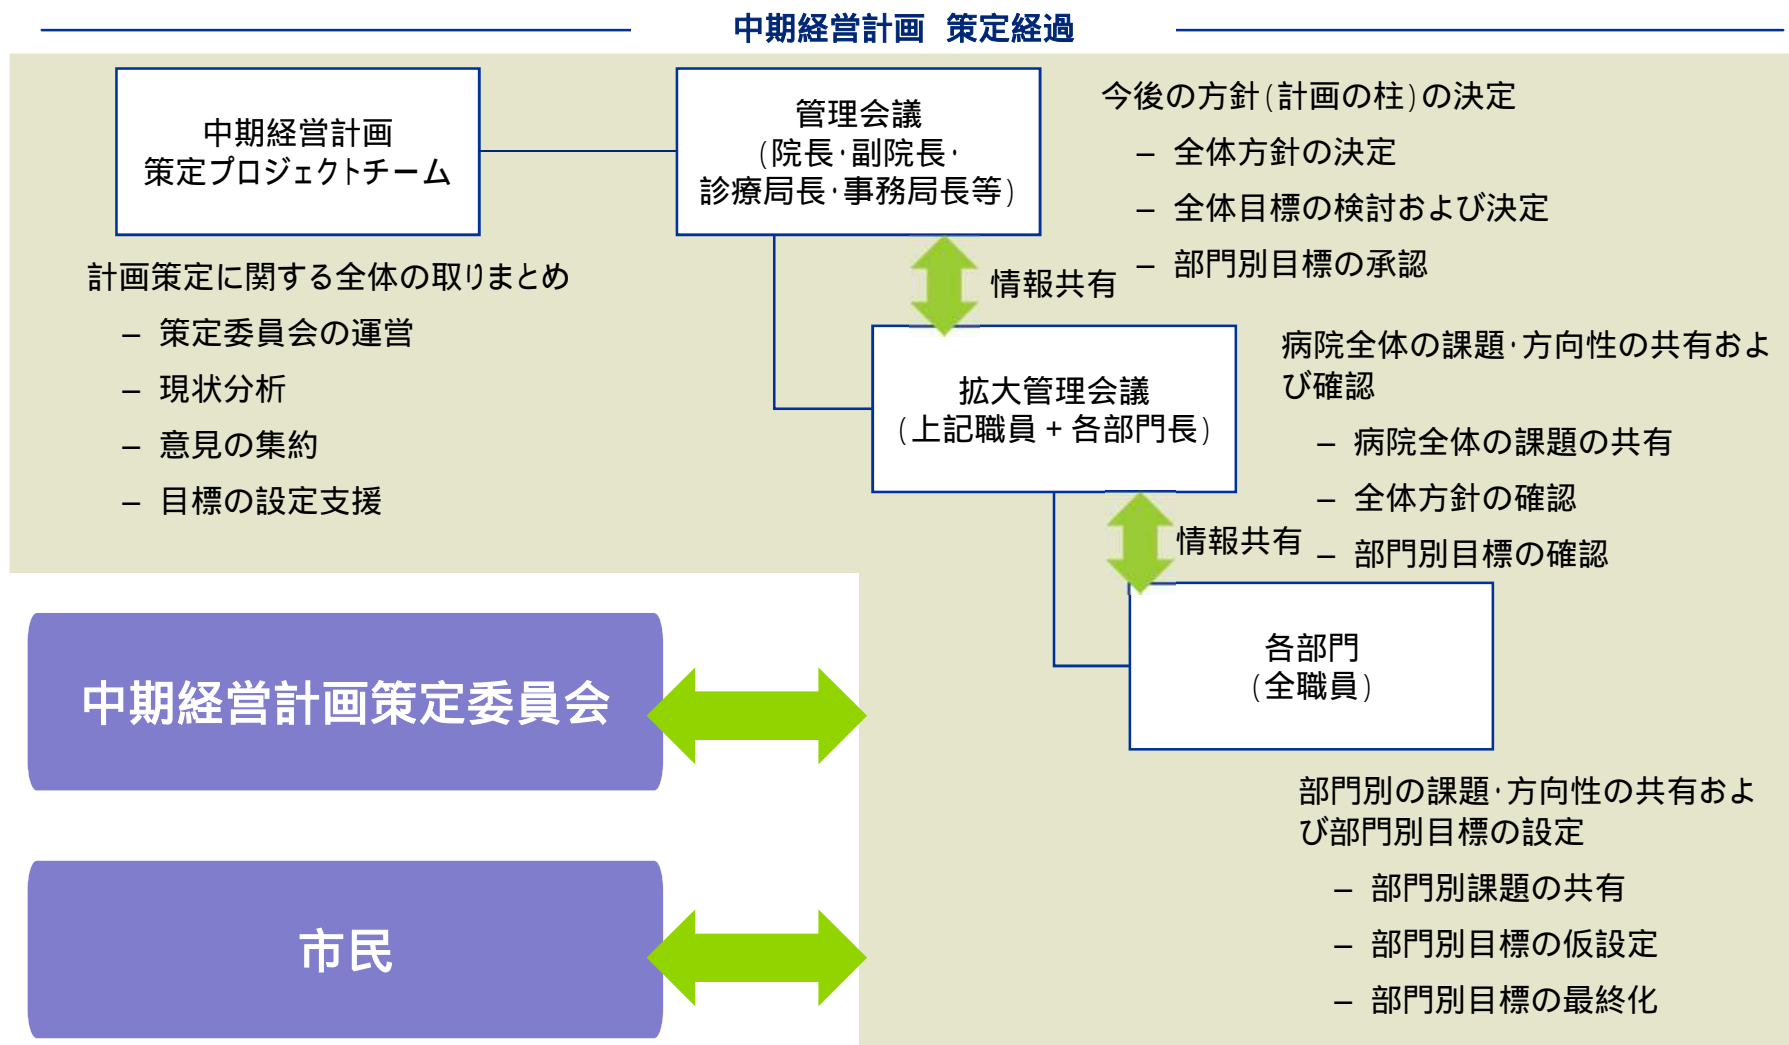 中期経営計画 策定経過
中期経営計画
策定プロジェクトチーム
管理会議
(院長・副院長・
診療局長・事務局長等)
今後の方針(計画の柱)の決定
– 全体方針の決定
– 全体目標の検討および決定
– 部門別目標の承認
計画策定に関する全体の取りまとめ
– 策定委員会の運営
– 現状分析
– 意見の集約
– 目標の設定支援
情報共有
拡大管理会議
(上記職員+各部門長)
病院全体の課題・方向性の共有およ
び確認
– 病院全体の課題の共有
– 全体方針の確認
– 部門別目標の確認
情報共有
各部門
(全職員)
部門別の課題・方向性の共有およ
び部門別目標の設定
– 部門別課題の共有
– 部門別目標の仮設定
– 部門別目標の最終化
中期経営計画策定委員会
市民